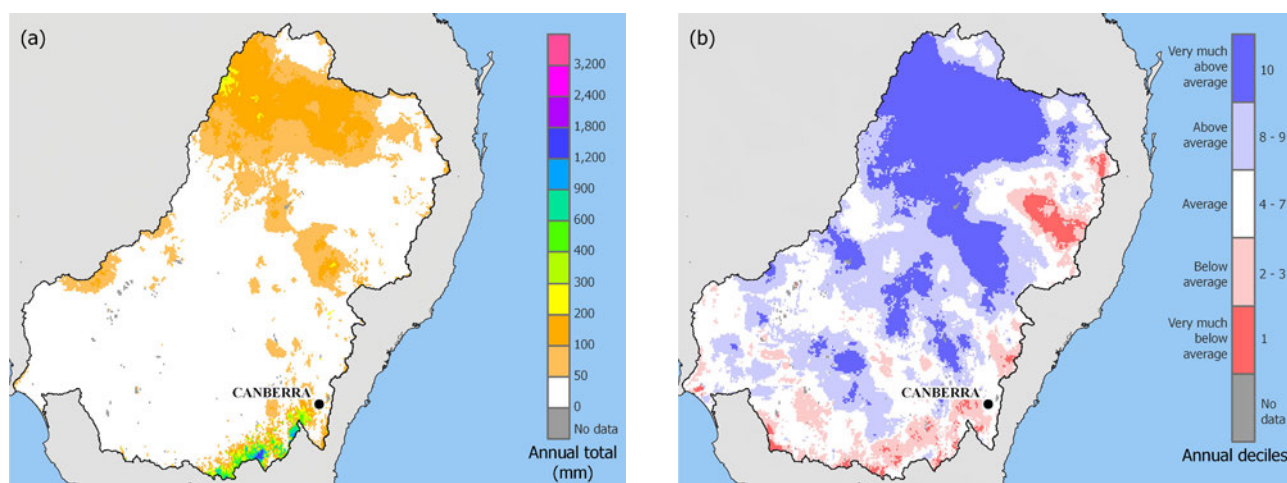 (a)
3,200
2,400
1,800
1,200
900
600
400
300
200
100
50
0
No data
Annual total
(mm)
CANBERRA
(b)
Very much
above
average
10
Above
average
8 - 9
Average
4 - 7
Below
average
2 - 3
Very much
below
average
1
No
data
Annual deciles
CANBERRA